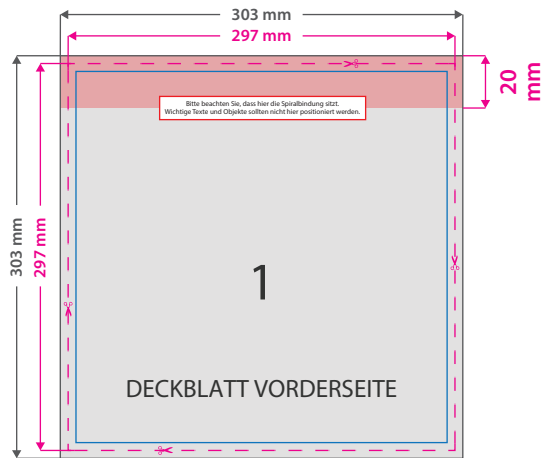 303 mm
297 mm
20
mm
Bitte beachten Sie, dass hier die Spiralbindung sitzt.
Wichtige Texte und Objekte sollten nicht hier positioniert werden.
303 mm
297 mm
1
DECKBLATT VORDERSEITE